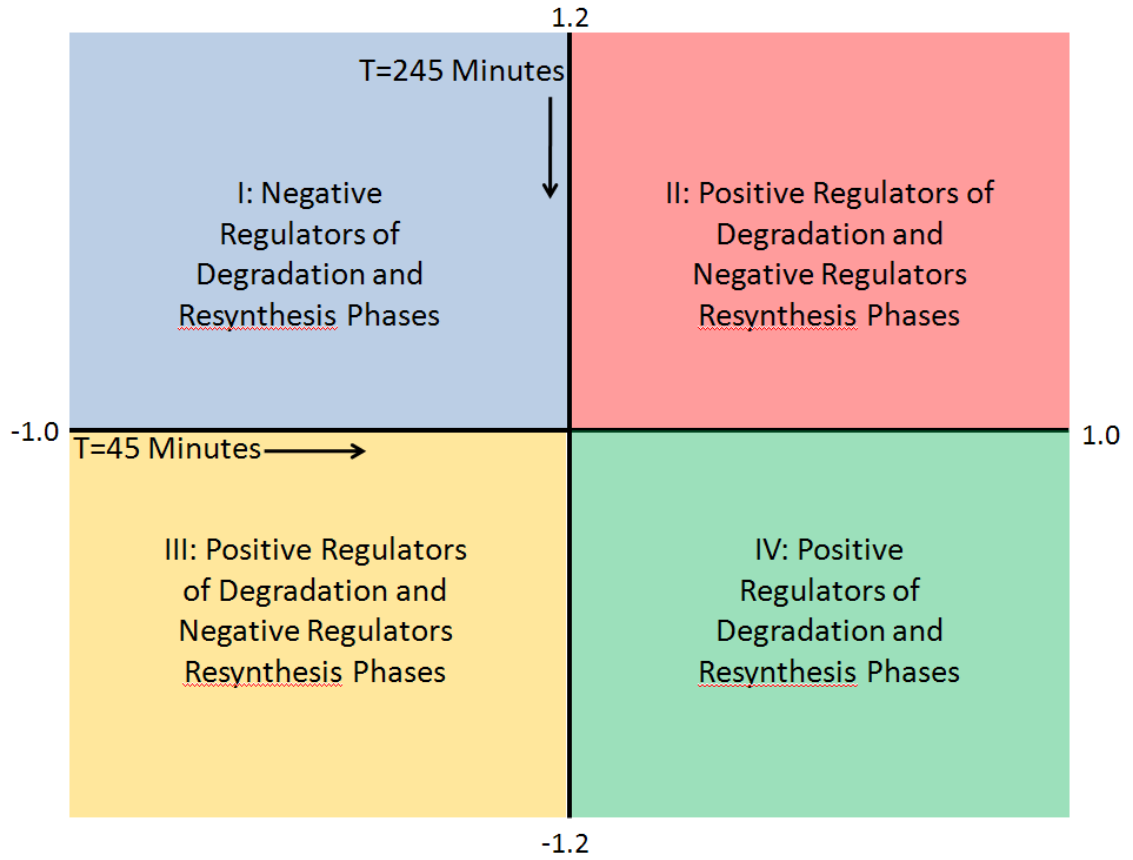 1.2
T=245 Minutes
I: Negative
Regulators of
Degradation and
Resynthesis Phases
II: Positive Regulators of
Degradation and
Negative Regulators
Resynthesis Phases
-1.0
1.0
T=45 Minutes
III: Positive Regulators
of Degradation and
Negative Regulators
Resynthesis Phases
IV: Positive
Regulators of
Degradation and
Resynthesis Phases
-1.2